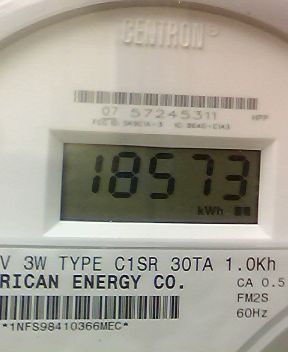 CENTRON®
07 57245311 HPP
18573
kWh
V 3W TYPE C1SR 30TA 1.0Kh
RICAN ENERGY CO. CA 0.5
FM2S
60Hz
*1NFS98410366MEC*